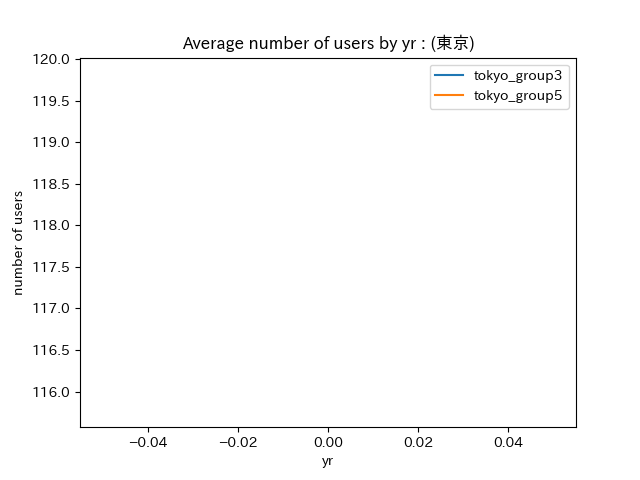 Average number of users by yr : (東京)
120.0
119.5
119.0
118.5
118.0
117.5
117.0
116.5
116.0
number of users
tokyo_group3
tokyo_group5
−0.04 −0.02 0.00 0.02 0.04
yr